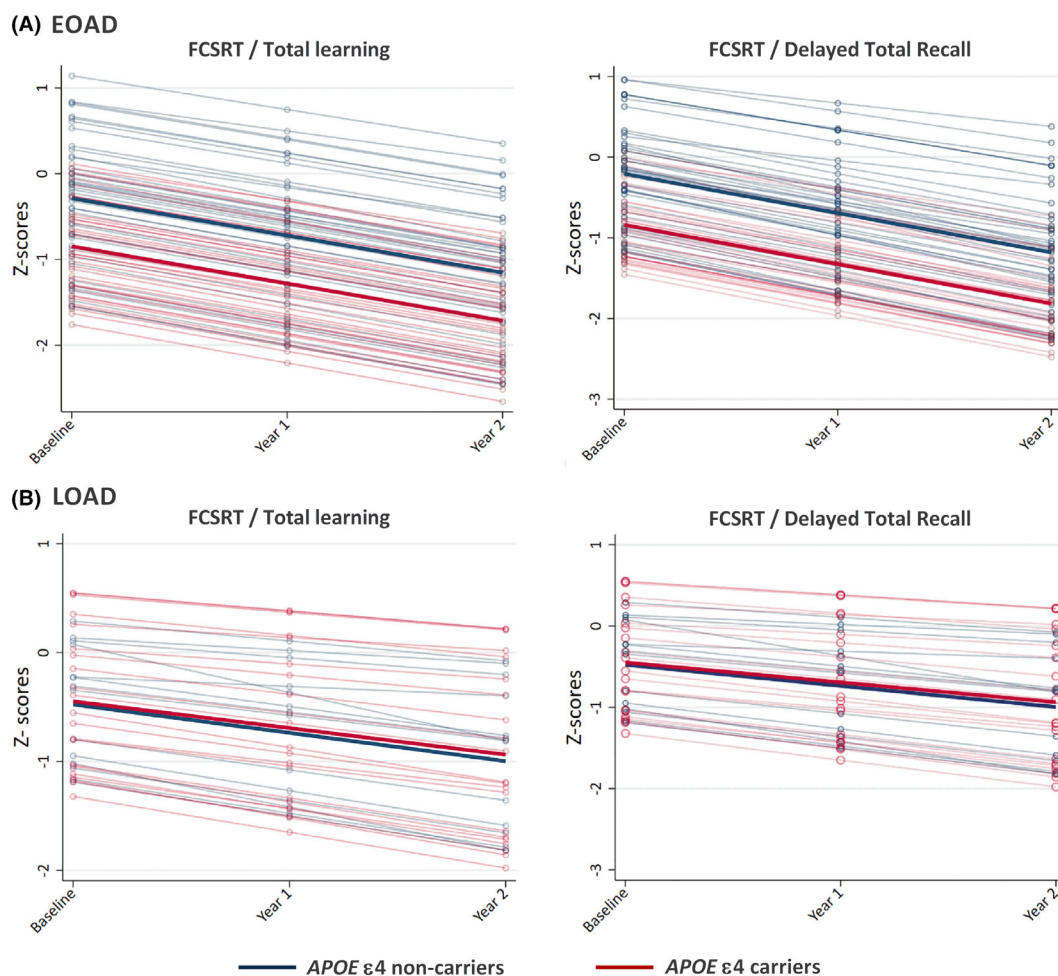 (A) EOAD
FCSRT / Total learning
Z-scores
1
0
-1
-2
Baseline
Year 1
Year 2
FCSRT / Delayed Total Recall
Z-scores
1
0
-1
-2
-3
Baseline
Year 1
Year 2
(B) LOAD
FCSRT / Total learning
Z- scores
1
0
-1
-2
Baseline
Year 1
Year 2
FCSRT / Delayed Total Recall
Z-scores
1
0
-1
-2
-3
Baseline
Year 1
Year 2
APOE ε4 non-carriers
APOE ε4 carriers